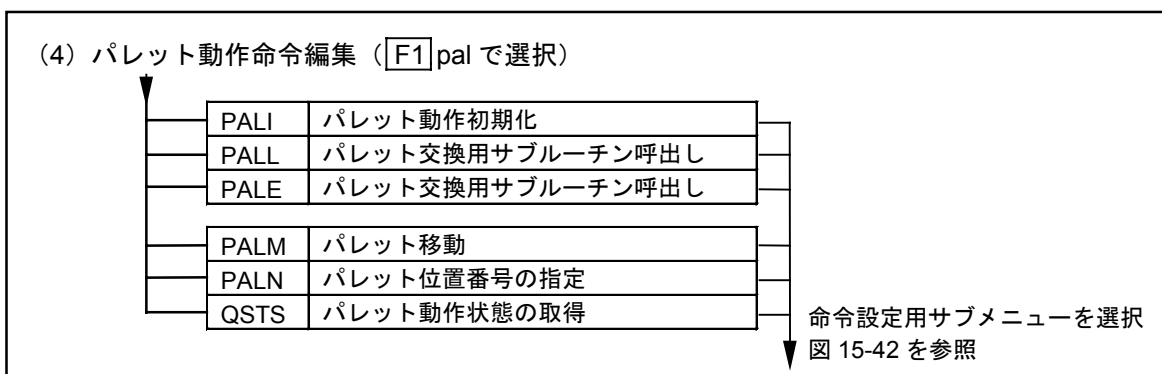 （4）パレット動作命令編集（F1 pal で選択）
PALI パレット動作初期化
PALL パレット交換用サブルーチン呼出し
PALE パレット交換用サブルーチン呼出し
PALM パレット移動
PALN パレット位置番号の指定
QSTS パレット動作状態の取得
命令設定用サブメニューを選択
図 15-42 を参照